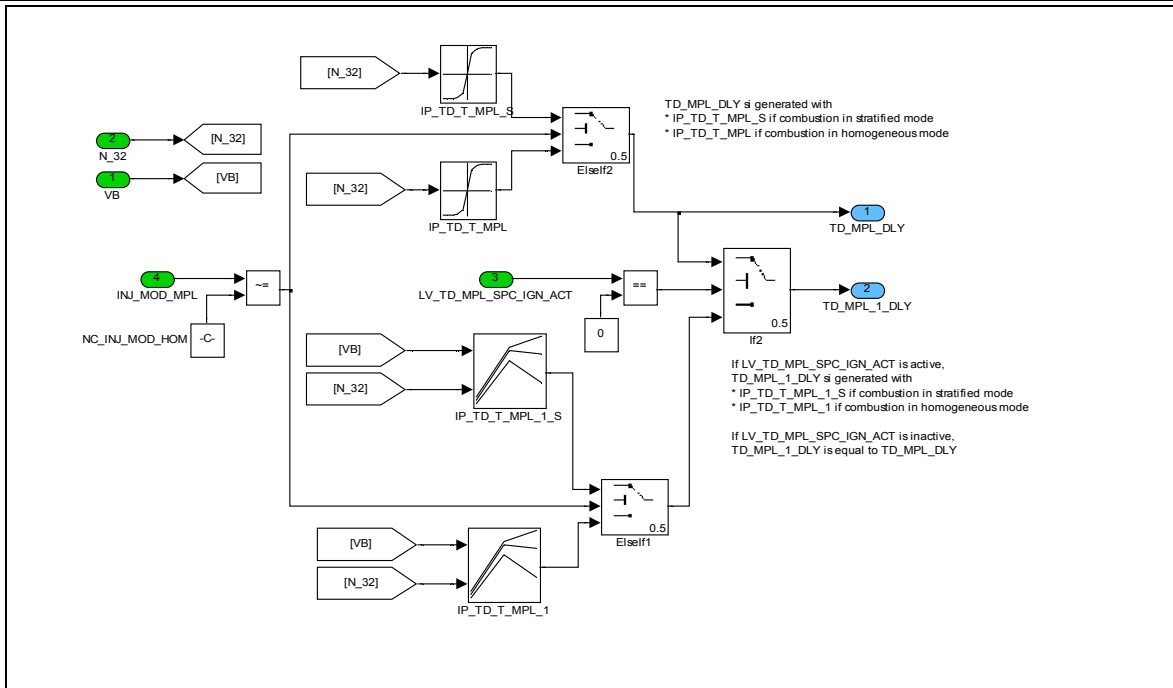 [N_32]
IP_TD_T_MPL_S
TD_MPL_DLY si generated with
* IP_TD_T_MPL_S if combustion in stratified mode
* IP_TD_T_MPL if combustion in homogeneous mode
2
N_32
[N_32]
0.5
ElseIf2
1
VB
[VB]
[N_32]
IP_TD_T_MPL
1
TD_MPL_DLY
4
INJ_MOD_MPL
~=
3
LV_TD_MPL_SPC_IGN_ACT
==
2
TD_MPL_1_DLY
NC_INJ_MOD_HOM
-C-
0
0.5
If2
[VB]
[N_32]
IP_TD_T_MPL_1_S
If LV_TD_MPL_SPC_IGN_ACT is active,
TD_MPL_1_DLY si generated with
* IP_TD_T_MPL_1_S if combustion in stratified mode
* IP_TD_T_MPL_1 if combustion in homogeneous mode
If LV_TD_MPL_SPC_IGN_ACT is inactive,
TD_MPL_1_DLY is equal to TD_MPL_DLY
0.5
ElseIf1
[VB]
[N_32]
IP_TD_T_MPL_1